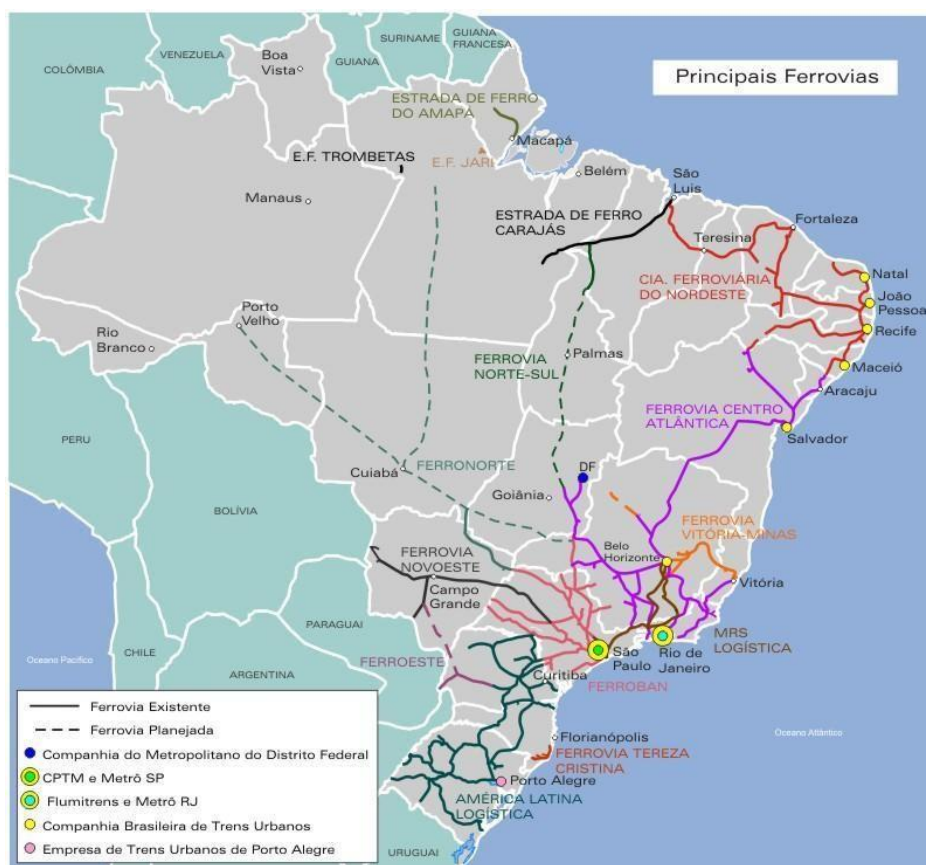 GUIANA
FRANCESA
SURINAME
VENEZUELA
GUIANA
COLÔMBIA
Boa
Vista
Principais Ferrovias
ESTRADA DE FERRO
DO AMAPÁ
Macapá
E.F. TROMBETAS
E.F. JARI
Belém
São
Luis
Manaus
ESTRADA DE FERRO
CARAJÁS
Fortaleza
Teresina
CIA. FERROVIÁRIA
DO NORDESTE
Natal
João
Pessoa
Porto
Velho
Recife
Rio
Branco
FERROVIA
NORTE-SUL
Palmas
Maceió
Aracaju
FERROVIA CENTRO
ATLÂNTICA
PERU
Salvador
Cuiabá
FERRONORTE
DF
Goiânia
BOLÍVIA
FERROVIA
VITÓRIA-MINAS
Belo
Horizonte
FERROVIA
NOVOESTE
Campo
Grande
Vitória
PARAGUAI
MRS
LOGÍSTICA
São
Paulo
Rio de
Janeiro
Oceano Pacífico
CHILE
ARGENTINA
FERROESTE
Curitiba
FERROBAN
Ferrovia Existente
Ferrovia Planejada
Companhia do Metropolitano do Distrito Federal
CPTM e Metrô SP
Flumitrens e Metrô RJ
Companhia Brasileira de Trens Urbanos
Empresa de Trens Urbanos de Porto Alegre
Florianópolis
Oceano Atlântico
FERROVIA TEREZA
CRISTINA
Porto Alegre
AMÉRICA LATINA
LOGÍSTICA
URUGUAI